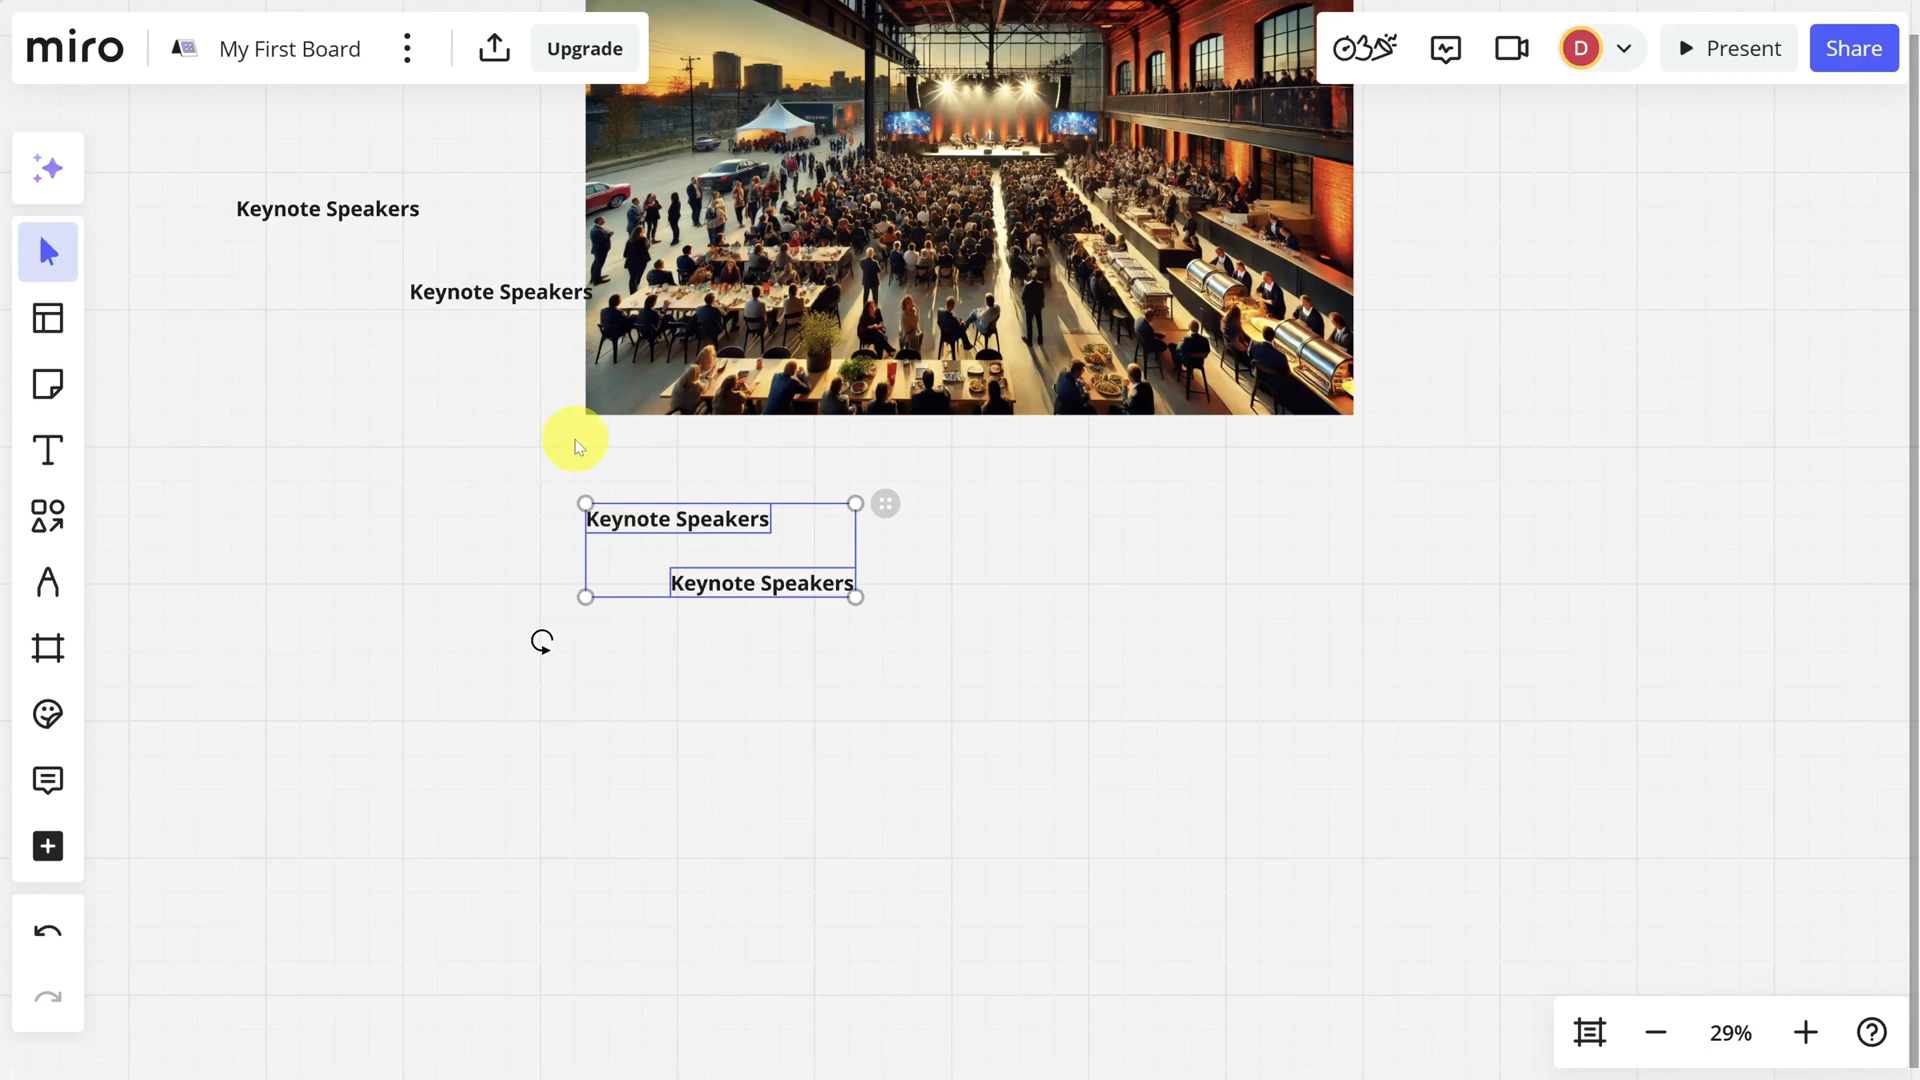 miro
My First Board
Upgrade
D
Present
Share
Keynote Speakers
Keynote Speakers
Keynote Speakers
Keynote Speakers
29%